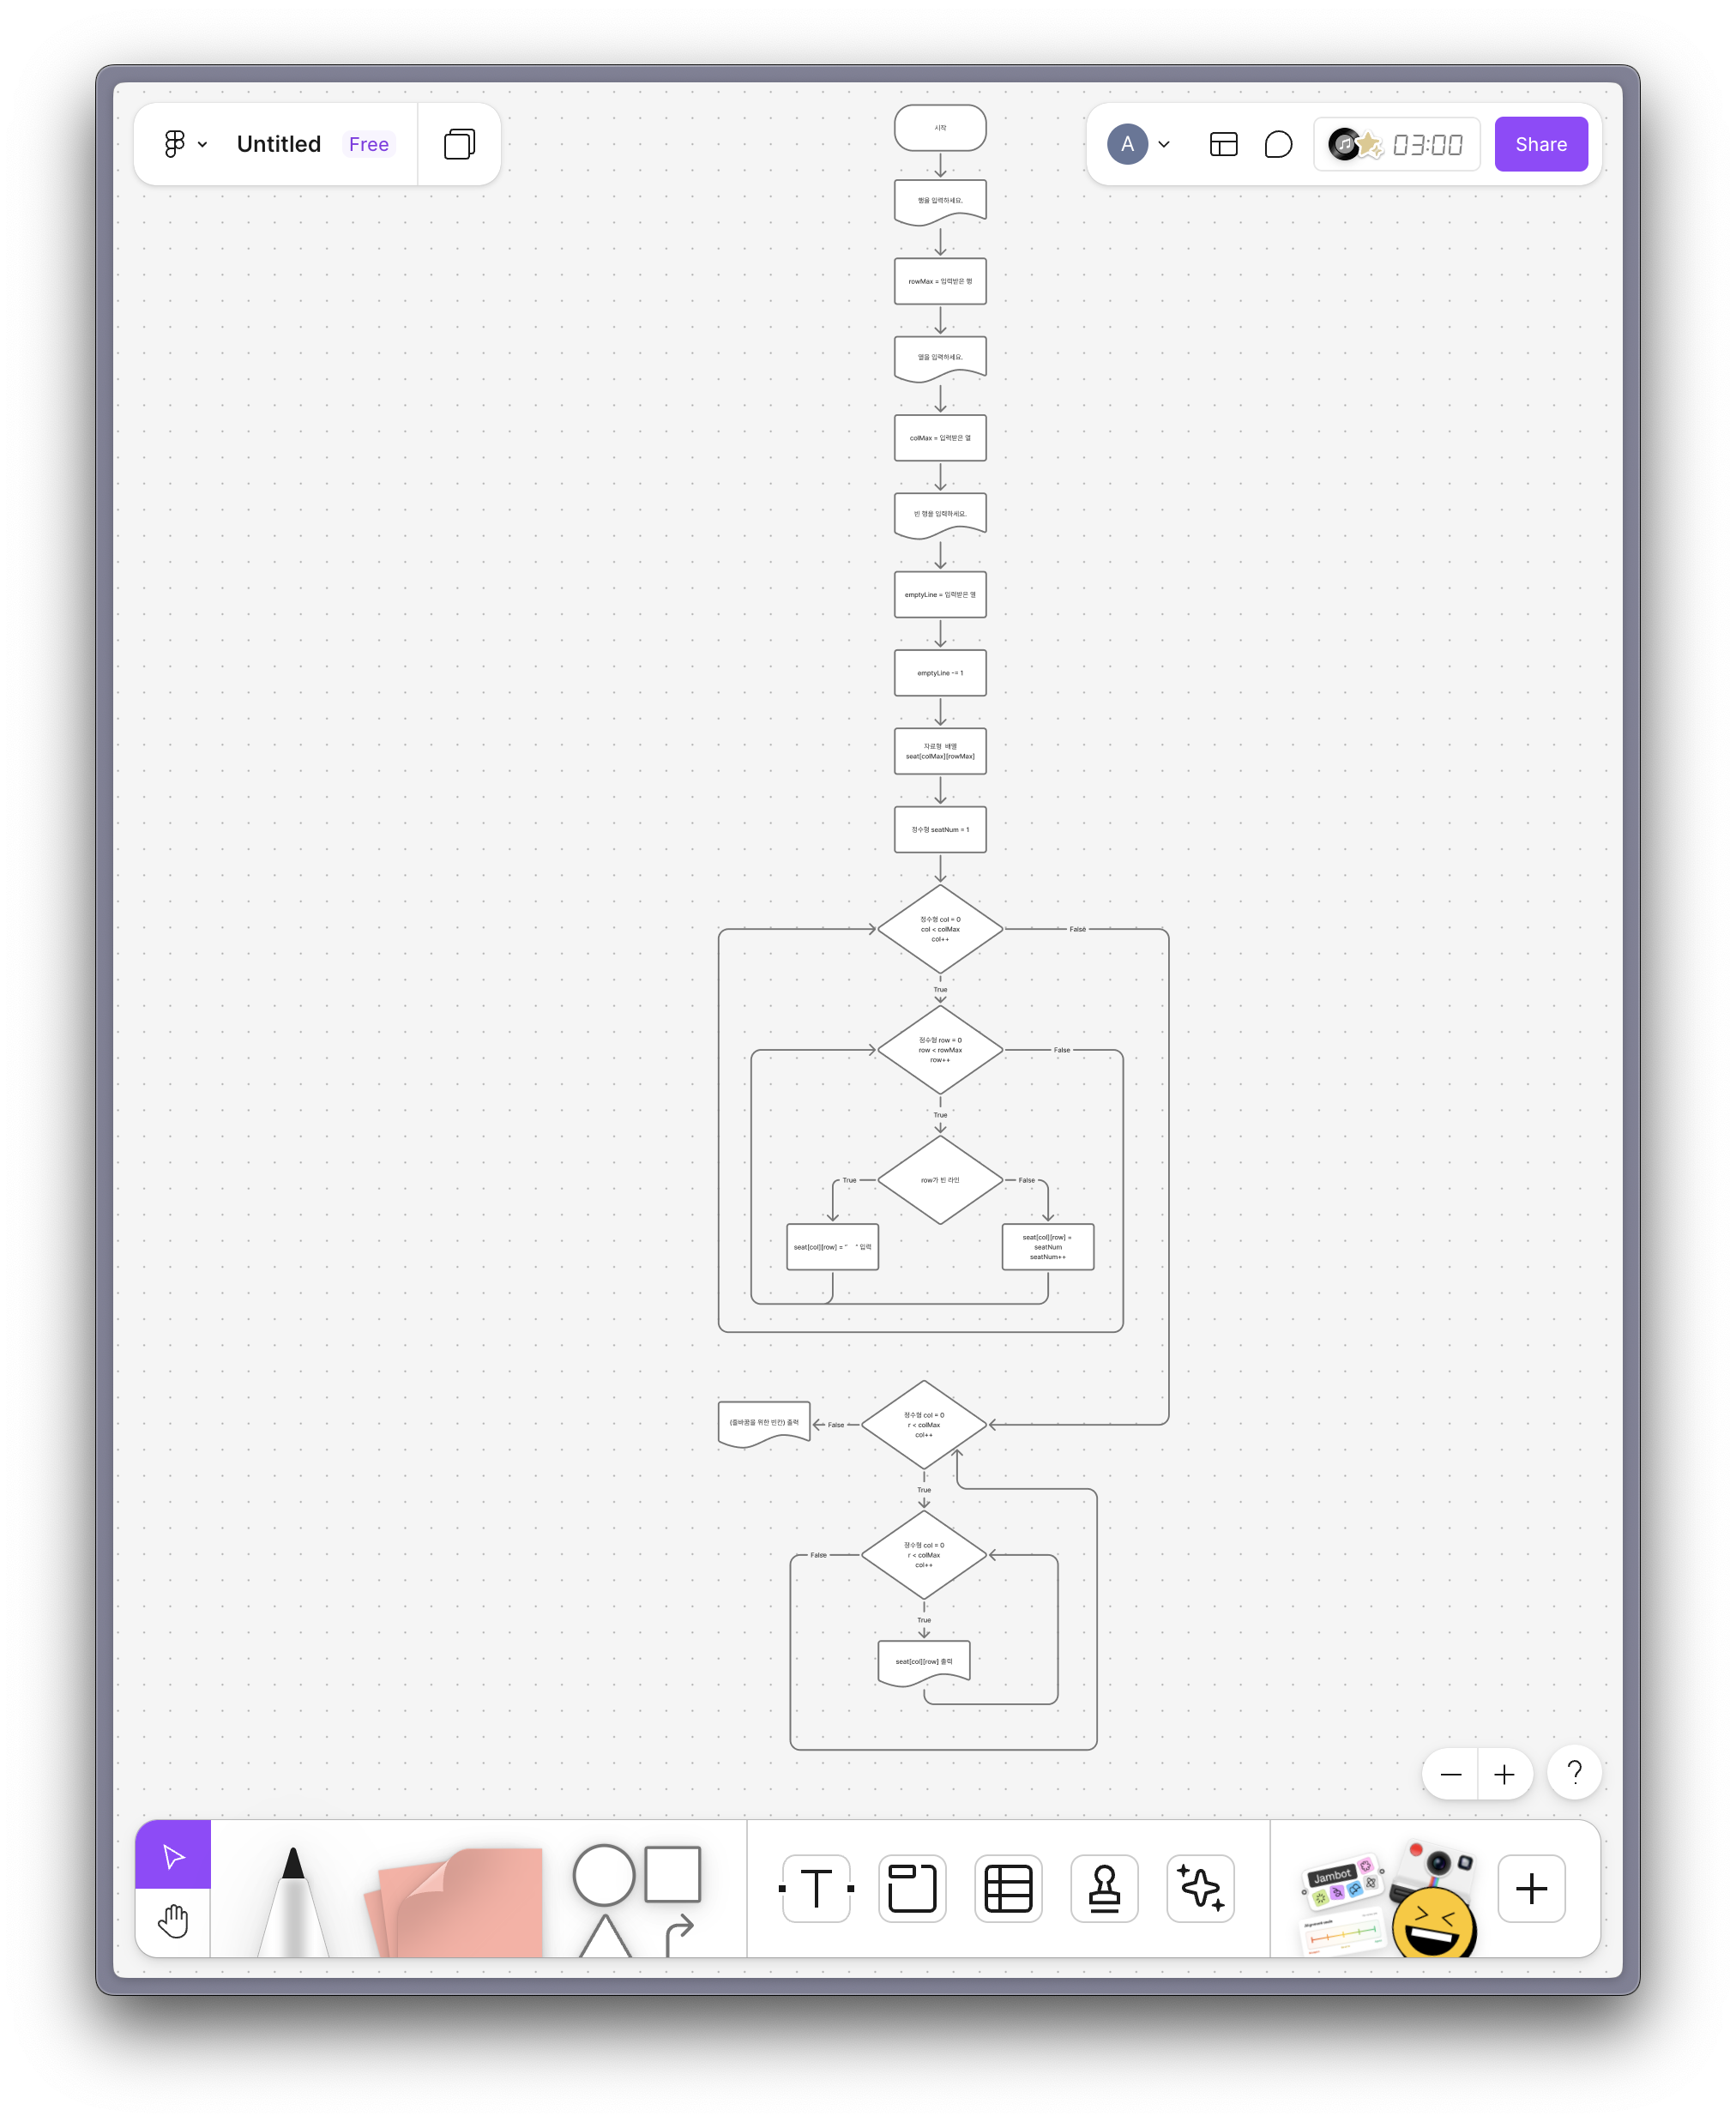 Untitled
Free
A
03:00
Share
시작
행을 입력하세요.
rowMax = 입력받은 행
열을 입력하세요.
colMax = 입력받은 열
빈 행을 입력하세요.
emptyLine = 입력받은 열
emptyLine -= 1
자료형 배열
seat[colMax][rowMax]
정수형 seatNum = 1
정수형 col = 0
col < colMax
col++
False
True
정수형 row = 0
row < rowMax
row++
False
True
row가 빈 라인
True
False
seat[col][row] = " " 입력
seat[col][row] =
seatNum
seatNum++
(줄바꿈을 위한 빈칸) 출력
False
정수형 col = 0
r < colMax
col++
True
False
정수형 col = 0
r < colMax
col++
True
seat[col][row] 출력
?
T
Jambot